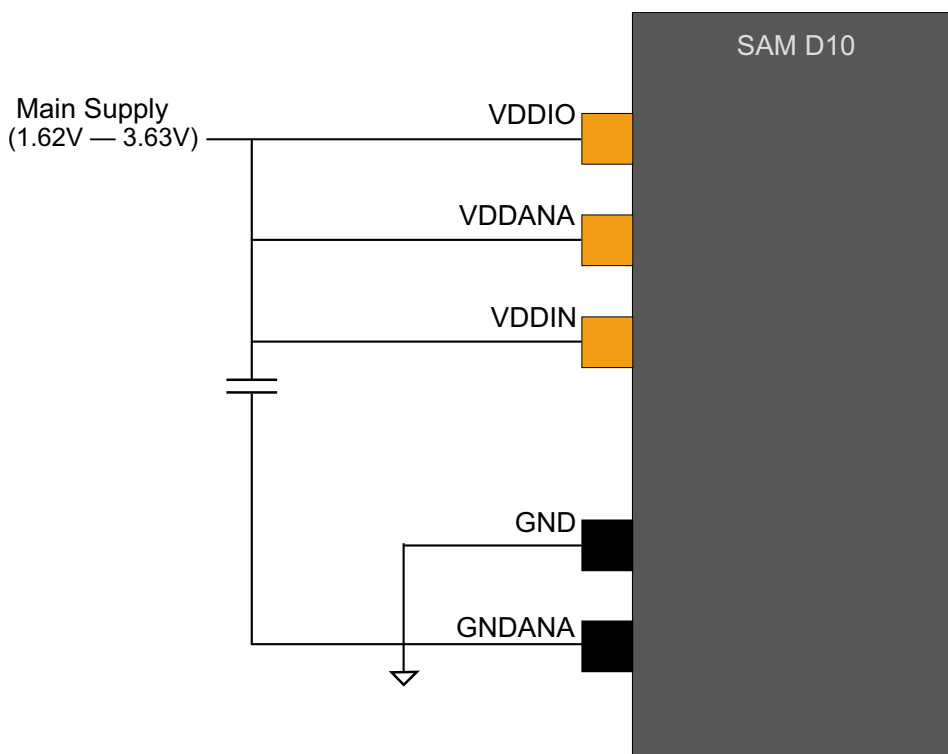 SAM D10
Main Supply
(1.62V — 3.63V)
VDDIO
VDDANA
VDDIN
GND
GNDANA